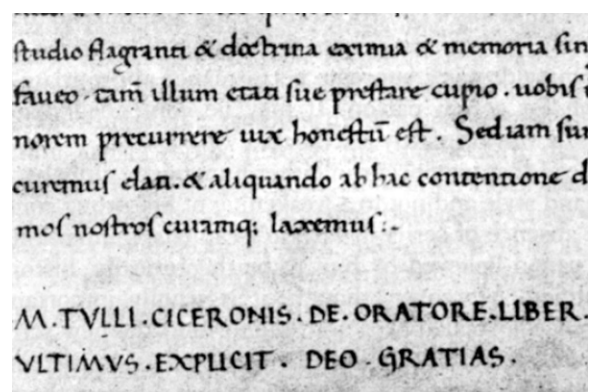 studio flagranti & doctrina eximia & memoria sin
faueo tam̄ illum etati sue prestare cupio . uobis
norem precurrere uix honestū est . Sed iam sur
curemus elati. & aliquando ab hac contentione d
mos nostros curamq; laxemus :-
M . TVLLI . CICERONIS . DE . ORATORE . LIBER .
VLTIMVS . EXPLICIT . DEO . GRATIAS .